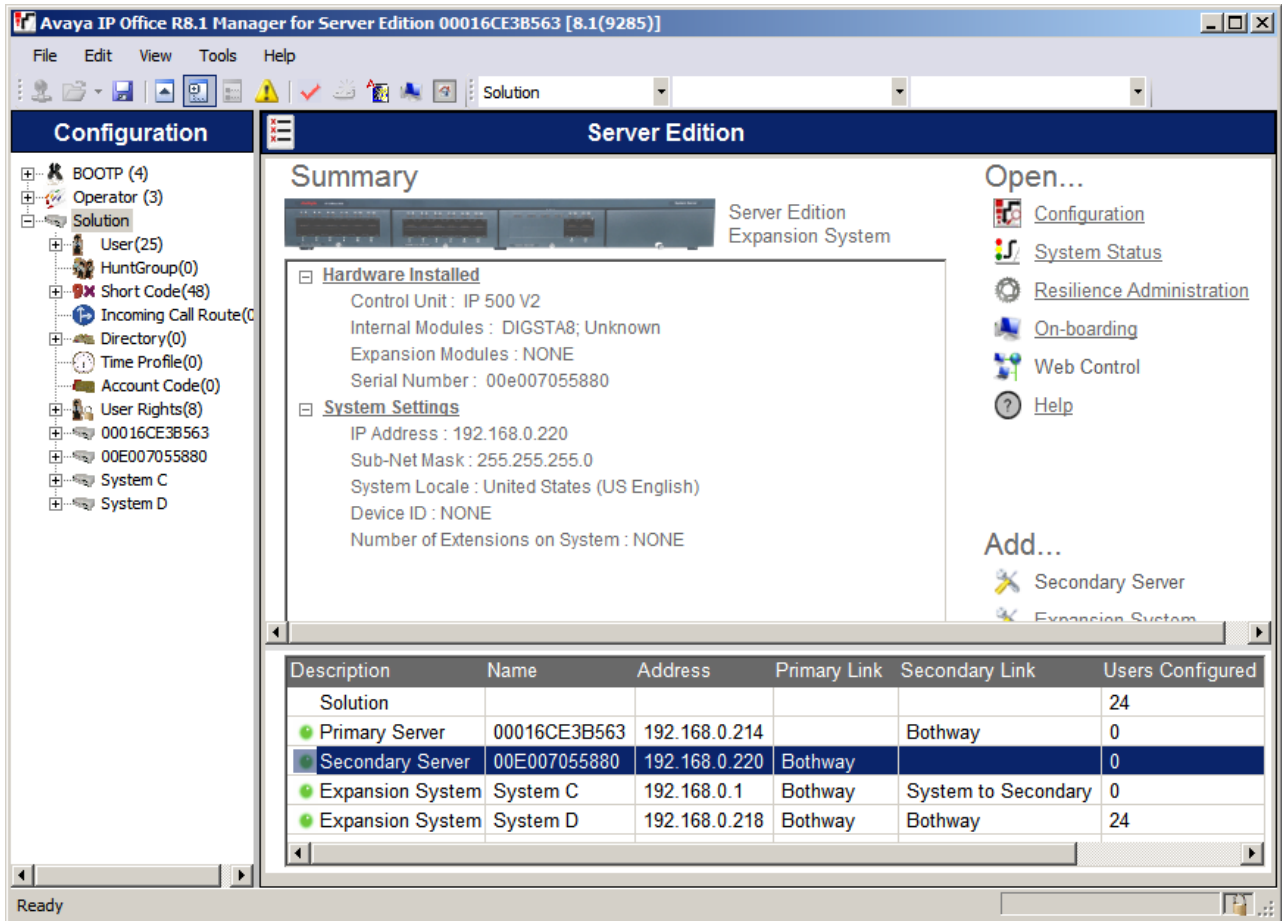 Avaya IP Office R8.1 Manager for Server Edition 00016CE3B563 [8.1(9285)]
File Edit View Tools Help
Solution
Configuration
Server Edition
BOOTP (4)
Operator (3)
Solution
User(25)
HuntGroup(0)
Short Code(48)
Incoming Call Route(0
Directory(0)
Time Profile(0)
Account Code(0)
User Rights(8)
00016CE3B563
00E007055880
System C
System D
Summary
Server Edition
Expansion System
Hardware Installed
Control Unit : IP 500 V2
Internal Modules : DIGSTA8; Unknown
Expansion Modules : NONE
Serial Number : 00e007055880
System Settings
IP Address : 192.168.0.220
Sub-Net Mask : 255.255.255.0
System Locale : United States (US English)
Device ID : NONE
Number of Extensions on System : NONE
Open...
Configuration
System Status
Resilience Administration
On-boarding
Web Control
Help
Add...
Secondary Server
Expansion System
Description Name Address Primary Link Secondary Link Users Configured
Solution 24
Primary Server 00016CE3B563 192.168.0.214 Bothway 0
Secondary Server 00E007055880 192.168.0.220 Bothway 0
Expansion System System C 192.168.0.1 Bothway System to Secondary 0
Expansion System System D 192.168.0.218 Bothway Bothway 24
Ready